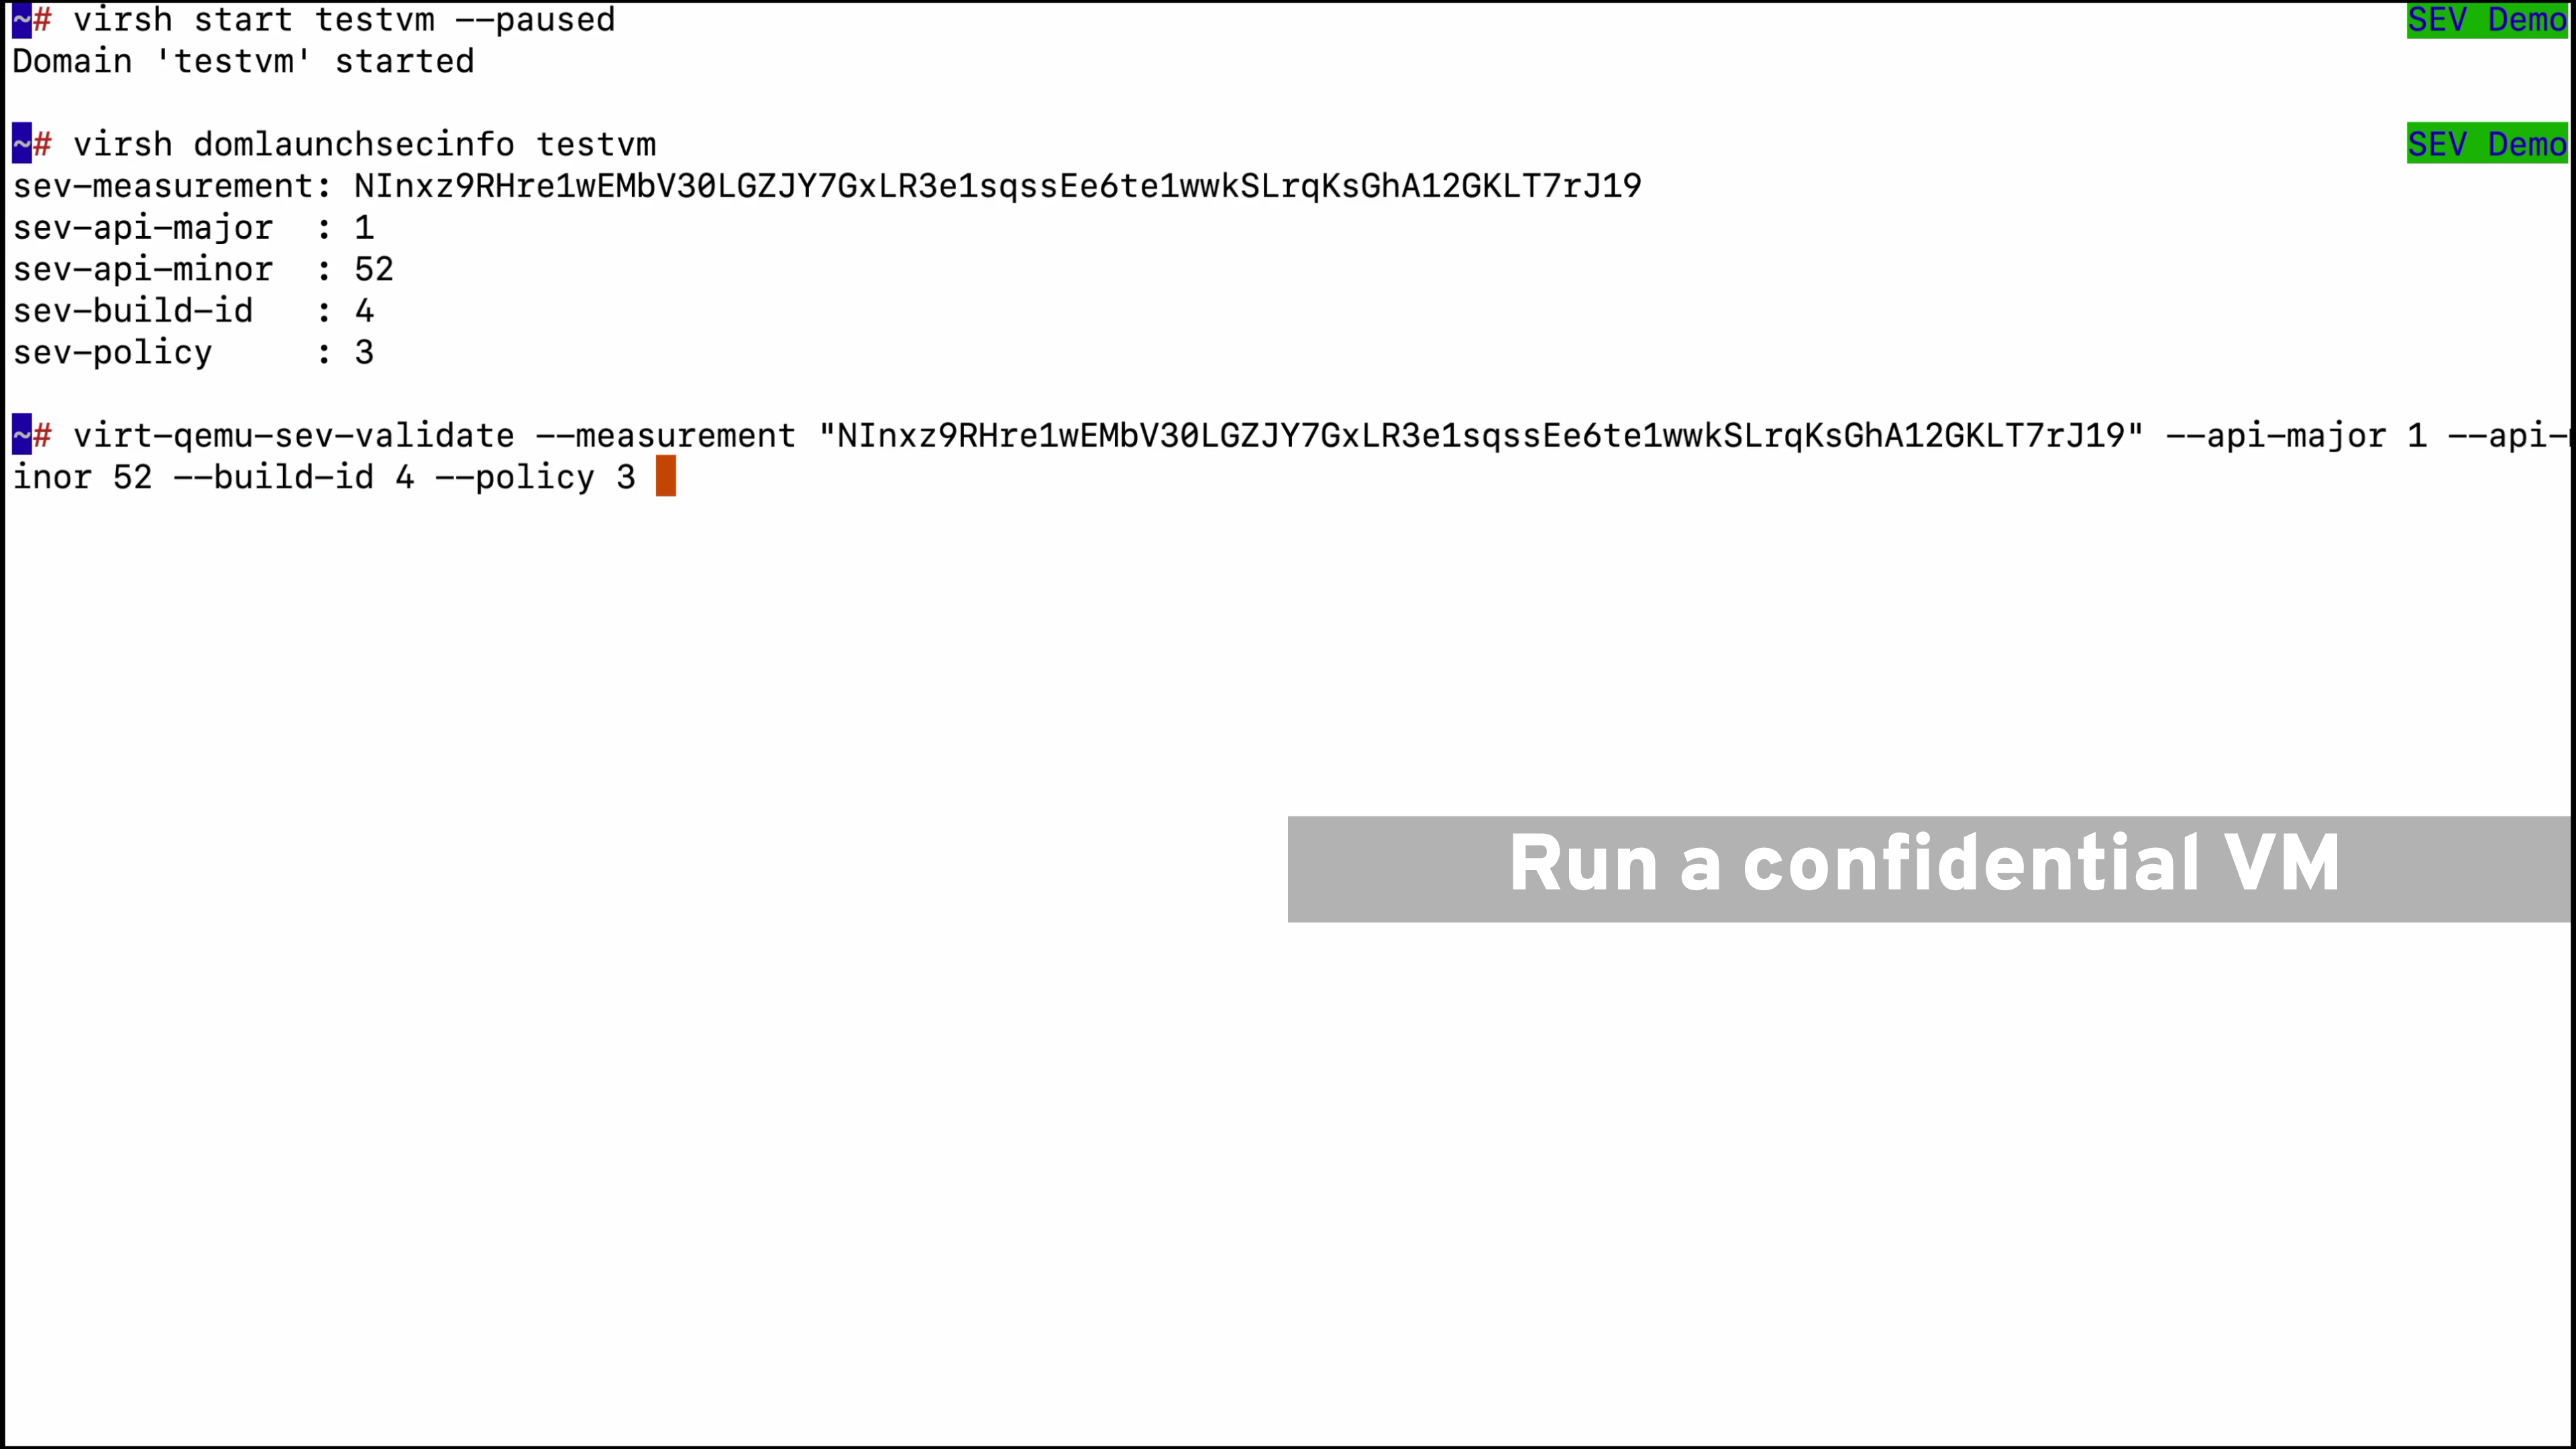 ~# virsh start testvm --paused SEV Demo
Domain 'testvm' started
~# virsh domlaunchsecinfo testvm SEV Demo
sev-measurement: NInxz9RHre1wEMbV30LGZJY7GxLR3e1sqssEe6te1wwkSLrqKsGhA12GKLT7rJ19
sev-api-major : 1
sev-api-minor : 52
sev-build-id : 4
sev-policy : 3
~# virt-qemu-sev-validate --measurement "NInxz9RHre1wEMbV30LGZJY7GxLR3e1sqssEe6te1wwkSLrqKsGhA12GKLT7rJ19" --api-major 1 --api-m
inor 52 --build-id 4 --policy 3
Run a confidential VM